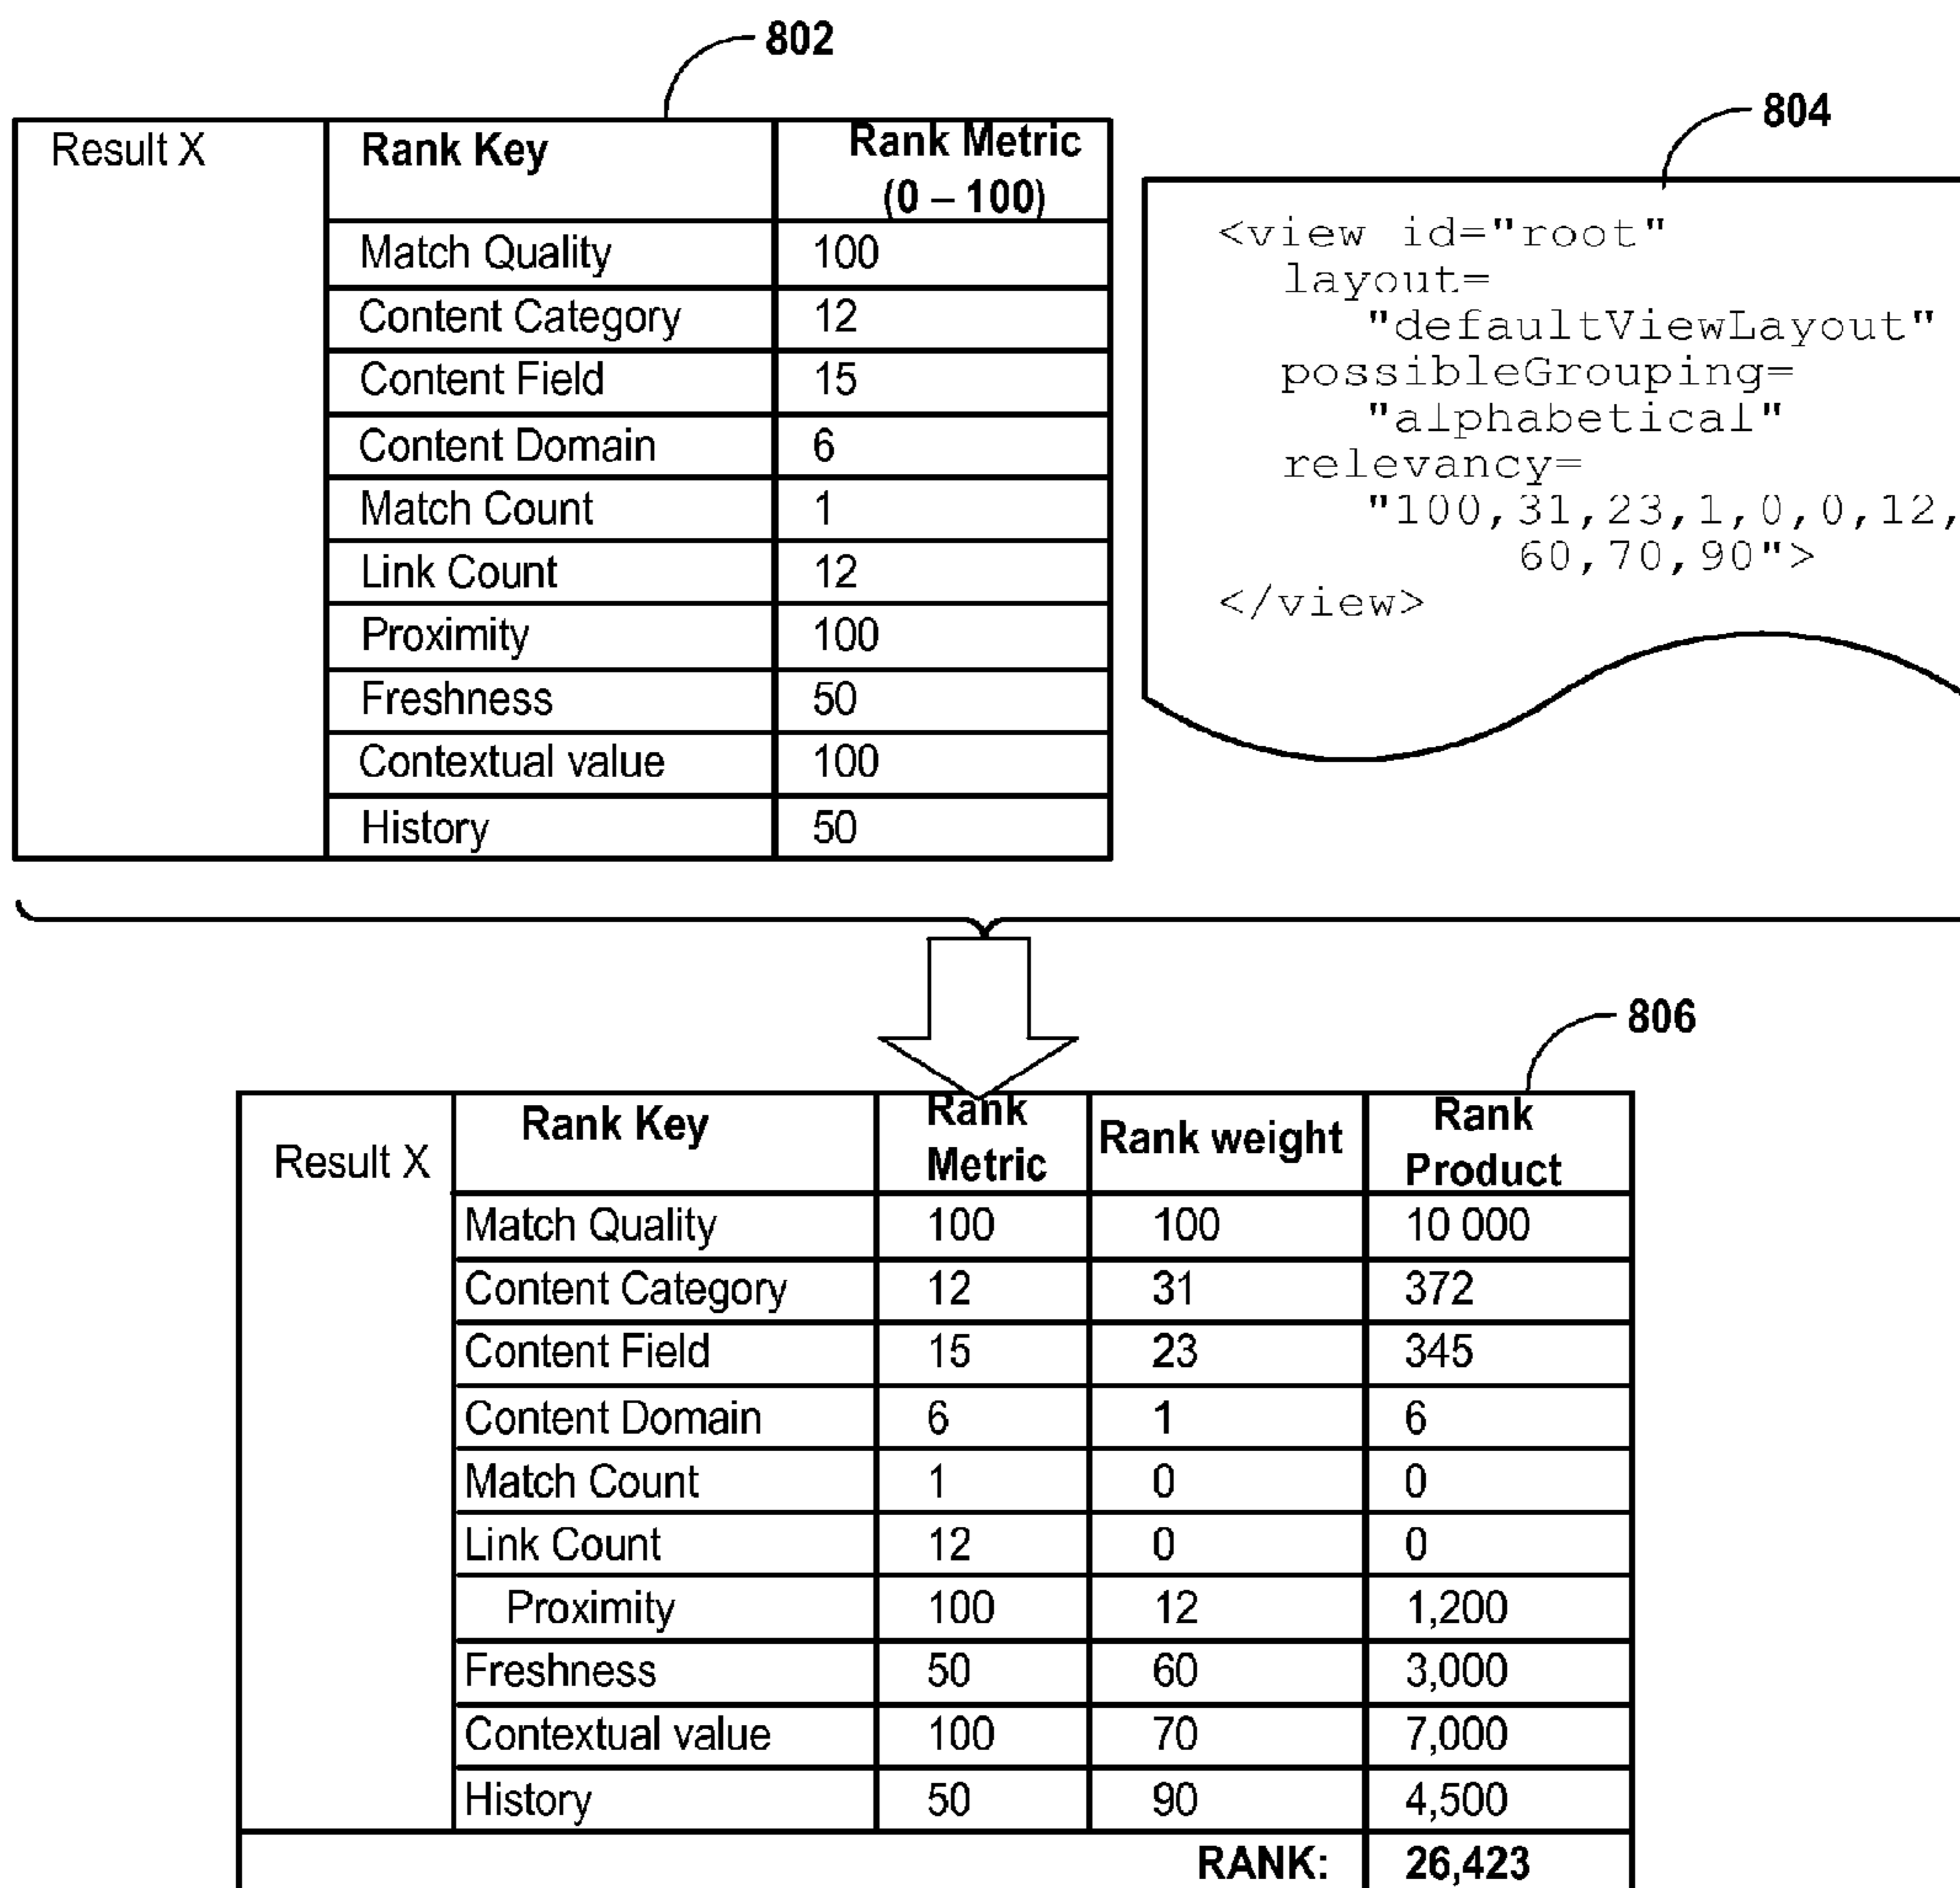 802
Result X Rank Key Rank Metric
(0 – 100)
Match Quality 100
Content Category 12
Content Field 15
Content Domain 6
Match Count 1
Link Count 12
Proximity 100
Freshness 50
Contextual value 100
History 50
804
<view id="root"
layout=
"defaultViewLayout"
possibleGrouping=
"alphabetical"
relevancy=
"100,31,23,1,0,0,12,
60,70,90">
</view>
806
Result X Rank Key Rank Metric Rank weight Rank Product
Match Quality 100 100 10 000
Content Category 12 31 372
Content Field 15 23 345
Content Domain 6 1 6
Match Count 1 0 0
Link Count 12 0 0
Proximity 100 12 1,200
Freshness 50 60 3,000
Contextual value 100 70 7,000
History 50 90 4,500
RANK: 26,423